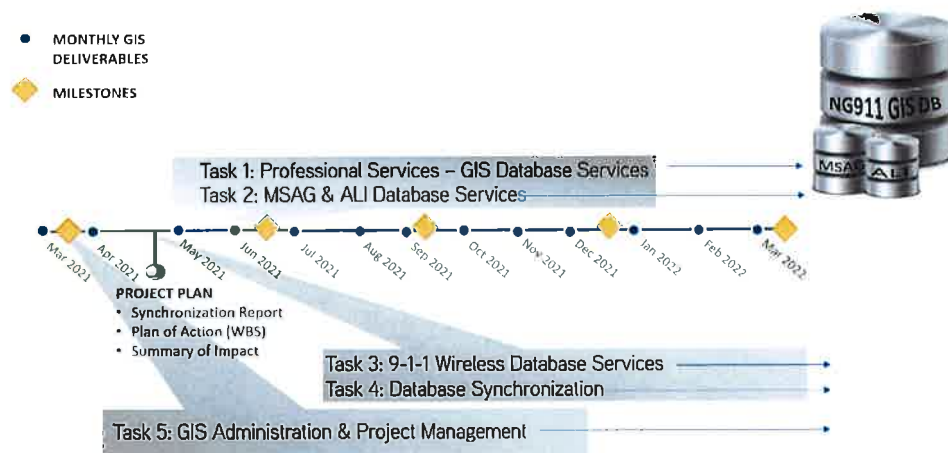 MONTHLY GIS
DELIVERABLES
MILESTONES
NG911 GIS DB
MSAG
ALI
Task 1: Professional Services – GIS Database Services
Task 2: MSAG & ALI Database Services
Mar 2021
Apr 2021
May 2021
Jun 2021
Jul 2021
Aug 2021
Sep 2021
Oct 2021
Nov 2021
Dec 2021
Jan 2022
Feb 2022
Mar 2022
PROJECT PLAN
• Synchronization Report
• Plan of Action (WBS)
• Summary of Impact
Task 3: 9-1-1 Wireless Database Services
Task 4: Database Synchronization
Task 5: GIS Administration & Project Management